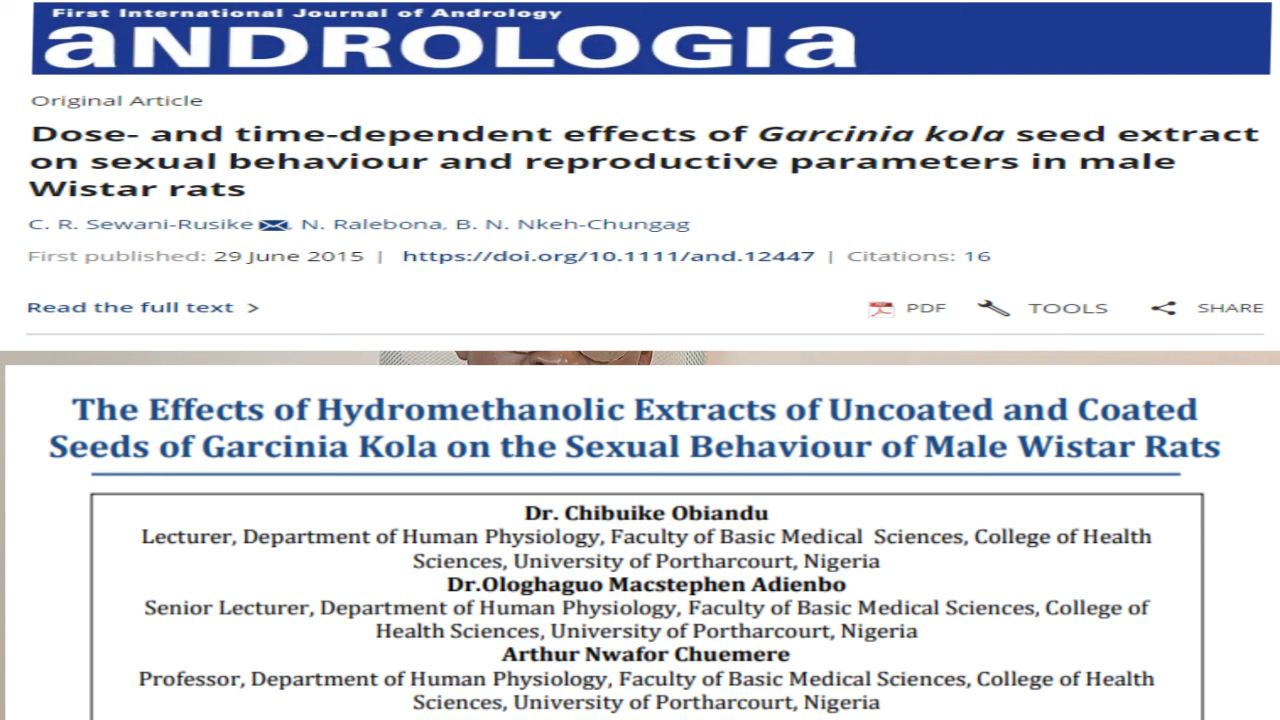 First International Journal of Andrology
aNDROLOGIa
Original Article
Dose- and time-dependent effects of Garcinia kola seed extract
on sexual behaviour and reproductive parameters in male
Wistar rats
C. R. Sewani-Rusike, N. Ralebona, B. N. Nkeh-Chungag
First published: 29 June 2015 | https://doi.org/10.1111/and.12447 | Citations: 16
Read the full text >
PDF TOOLS SHARE
The Effects of Hydromethanolic Extracts of Uncoated and Coated
Seeds of Garcinia Kola on the Sexual Behaviour of Male Wistar Rats
Dr. Chibuike Obiandu
Lecturer, Department of Human Physiology, Faculty of Basic Medical Sciences, College of Health
Sciences, University of Portharcourt, Nigeria
Dr.Ologhaguo Macstephen Adienbo
Senior Lecturer, Department of Human Physiology, Faculty of Basic Medical Sciences, College of
Health Sciences, University of Portharcourt, Nigeria
Arthur Nwafor Chuemere
Professor, Department of Human Physiology, Faculty of Basic Medical Sciences, College of Health
Sciences, University of Portharcourt, Nigeria